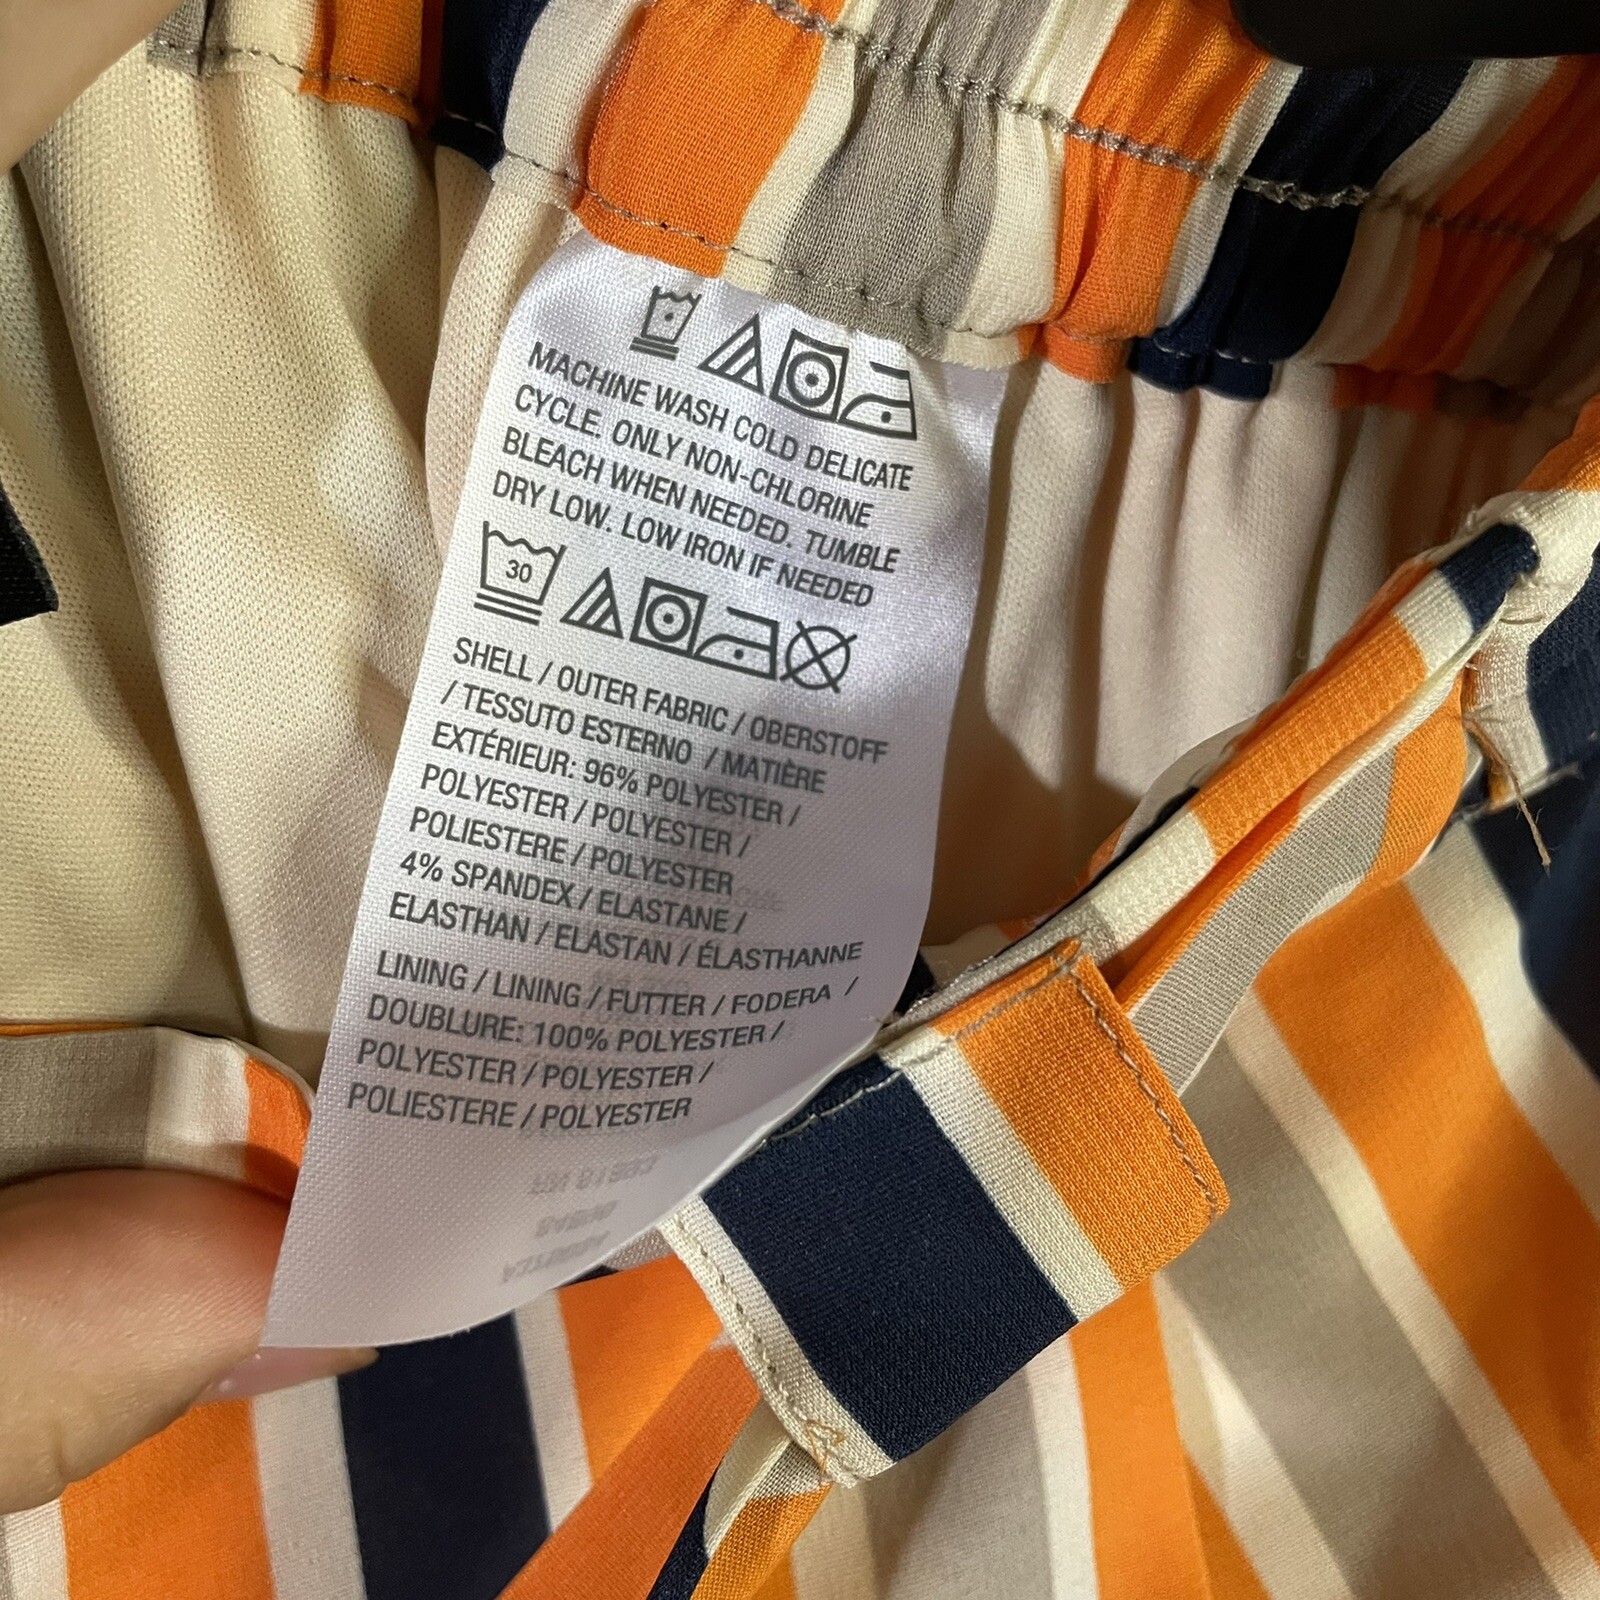 MACHINE WASH COLD DELICATE
CYCLE. ONLY NON-CHLORINE
BLEACH WHEN NEEDED. TUMBLE
DRY LOW. LOW IRON IF NEEDED
30
SHELL / OUTER FABRIC / OBERSTOFF
/ TESSUTO ESTERNO / MATIÈRE
EXTÉRIEUR: 96% POLYESTER /
POLYESTER / POLYESTER /
POLIESTERE / POLYESTER
4% SPANDEX / ELASTANE /
ELASTHAN / ELASTAN / ÉLASTHANNE
LINING / LINING / FUTTER / FODERA /
DOUBLURE: 100% POLYESTER /
POLYESTER / POLYESTER /
POLIESTERE / POLYESTER